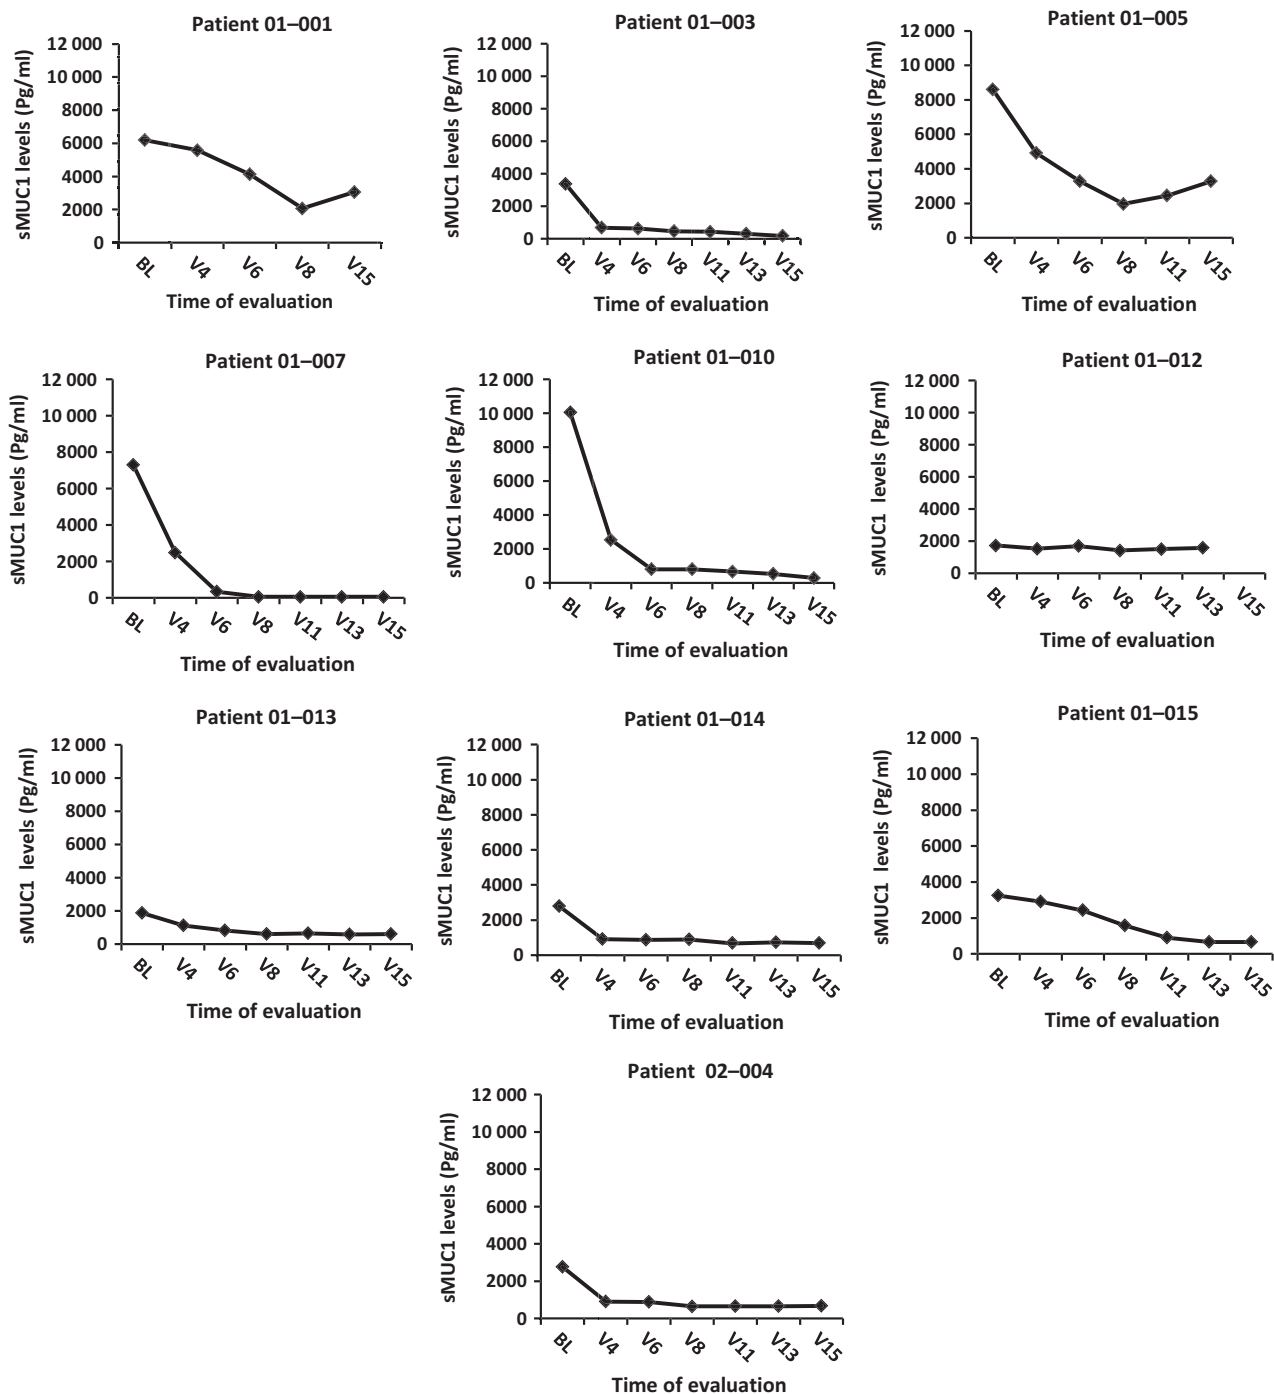 Patient 01–001
sMUC1 levels (Pg/ml)
12 000
10 000
8000
6000
4000
2000
0
BL V4 V6 V8 V15
Time of evaluation
Patient 01–003
sMUC1 levels (Pg/ml)
12 000
10 000
8000
6000
4000
2000
0
BL V4 V6 V8 V11 V13 V15
Time of evaluation
Patient 01–005
sMUC1 levels (Pg/ml)
12 000
10 000
8000
6000
4000
2000
0
BL V4 V6 V8 V11 V15
Time of evaluation
Patient 01–007
sMUC1 levels (Pg/ml)
12 000
10 000
8000
6000
4000
2000
0
BL V4 V6 V8 V11 V13 V15
Time of evaluation
Patient 01–010
sMUC1 levels (Pg/ml)
12 000
10 000
8000
6000
4000
2000
0
BL V4 V6 V8 V11 V13 V15
Time of evaluation
Patient 01–012
sMUC1 levels (Pg/ml)
12 000
10 000
8000
6000
4000
2000
0
BL V4 V6 V8 V11 V13 V15
Time of evaluation
Patient 01–013
sMUC1 levels (Pg/ml)
12 000
10 000
8000
6000
4000
2000
0
BL V4 V6 V8 V11 V13 V15
Time of evaluation
Patient 01–014
sMUC1 levels (Pg/ml)
12 000
10 000
8000
6000
4000
2000
0
BL V4 V6 V8 V11 V13 V15
Time of evaluation
Patient 01–015
sMUC1 levels (Pg/ml)
12 000
10 000
8000
6000
4000
2000
0
BL V4 V6 V8 V11 V13 V15
Time of evaluation
Patient 02–004
sMUC1 levels (Pg/ml)
12 000
10 000
8000
6000
4000
2000
0
BL V4 V6 V8 V11 V13 V15
Time of evaluation